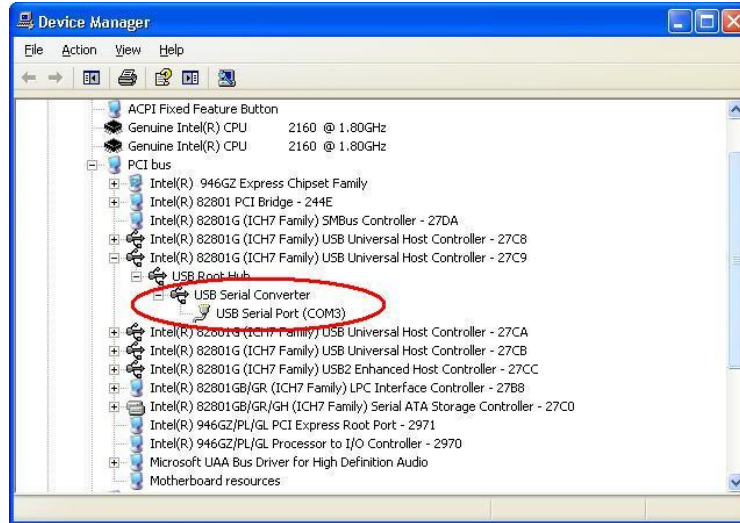 Device Manager
File Action View Help
ACPI Fixed Feature Button
Genuine Intel(R) CPU 2160 @ 1.80GHz
Genuine Intel(R) CPU 2160 @ 1.80GHz
PCI bus
Intel(R) 946GZ Express Chipset Family
Intel(R) 82801 PCI Bridge - 244E
Intel(R) 82801G (ICH7 Family) SMBus Controller - 27DA
Intel(R) 82801G (ICH7 Family) USB Universal Host Controller - 27C8
Intel(R) 82801G (ICH7 Family) USB Universal Host Controller - 27C9
USB Root Hub
USB Serial Converter
USB Serial Port (COM3)
Intel(R) 82801G (ICH7 Family) USB Universal Host Controller - 27CA
Intel(R) 82801G (ICH7 Family) USB Universal Host Controller - 27CB
Intel(R) 82801G (ICH7 Family) USB2 Enhanced Host Controller - 27CC
Intel(R) 82801GB/GR (ICH7 Family) LPC Interface Controller - 27B8
Intel(R) 82801GB/GR/GH (ICH7 Family) Serial ATA Storage Controller - 27C0
Intel(R) 946GZ/PL/GL PCI Express Root Port - 2971
Intel(R) 946GZ/PL/GL Processor to I/O Controller - 2970
Microsoft UAA Bus Driver for High Definition Audio
Motherboard resources